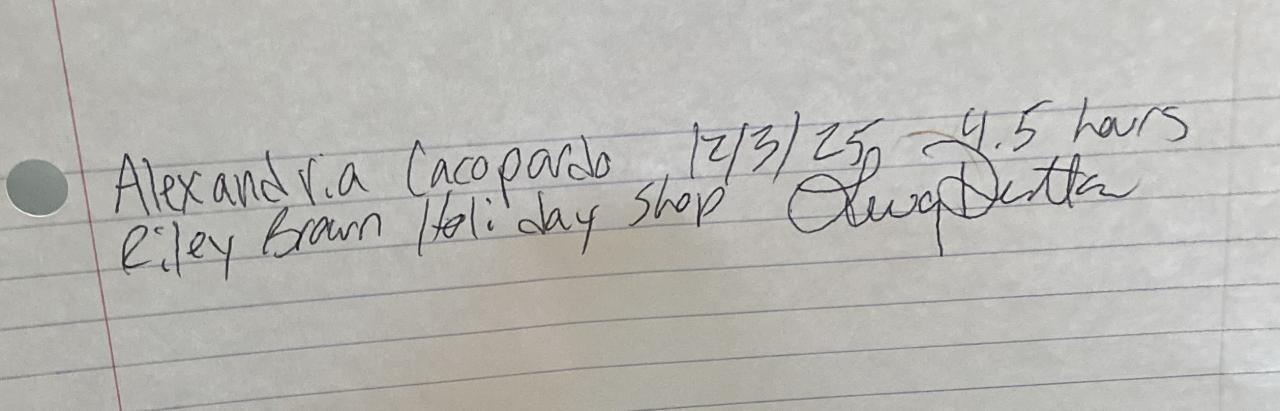 Alexandria Cacopardo 12/3/25 - 4.5 hours
Riley Brown Holiday Shop